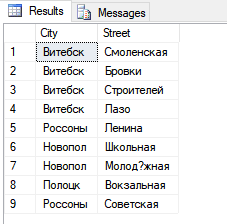 Results Messages
City Street
1 Витебск Смоленская
2 Витебск Бровки
3 Витебск Строителей
4 Витебск Лазо
5 Россоны Ленина
6 Новопол Школьная
7 Новопол Молод?жная
8 Полоцк Вокзальная
9 Россоны Советская